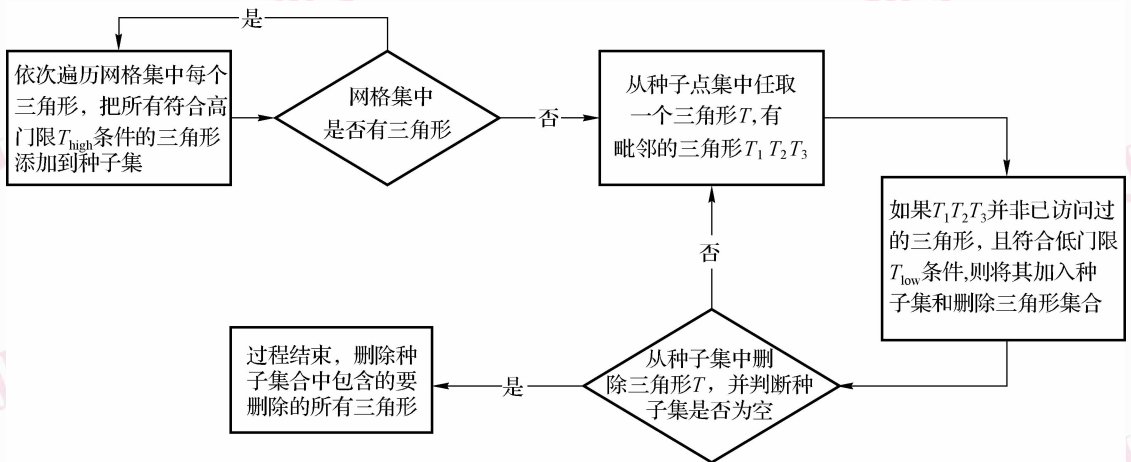 是
依次遍历网格集中每个
三角形，把所有符合高
门限Thigh条件的三角形
添加到种子集
网格集中
是否有三角形
否
从种子点集中任取
一个三角形T,有
毗邻的三角形T1 T2 T3
如果T1T2T3并非已访问过
的三角形，且符合低门限
Tlow条件,则将其加入种
子集和删除三角形集合
否
从种子集中删
除三角形T，并判断种
子集是否为空
是
过程结束，删除种
子集合中包含的要
删除的所有三角形